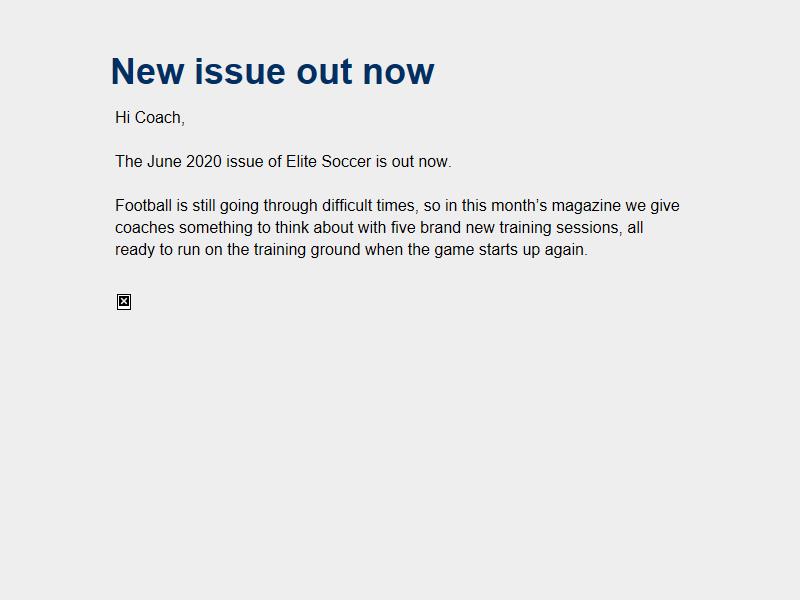 New issue out now
Hi Coach,
The June 2020 issue of Elite Soccer is out now.
Football is still going through difficult times, so in this month’s magazine we give
coaches something to think about with five brand new training sessions, all
ready to run on the training ground when the game starts up again.